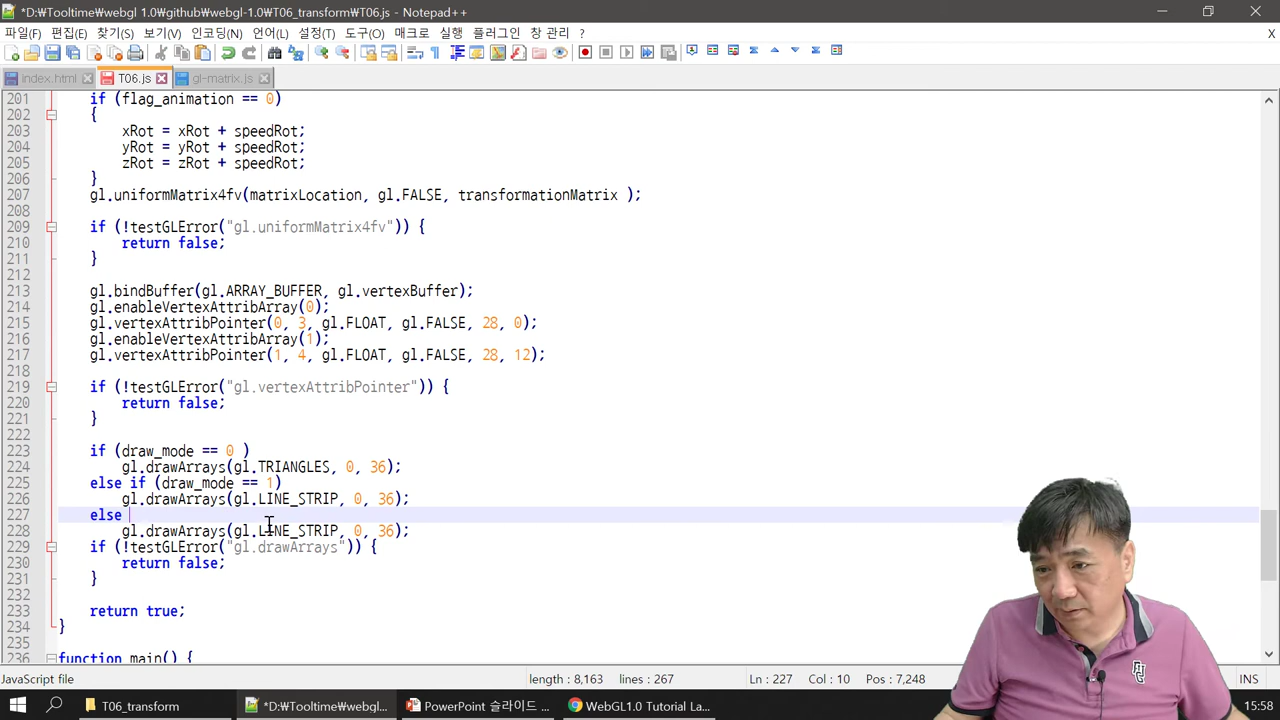 *D:₩Tooltime₩webgl 1.0₩github₩webgl-1.0₩T06_transform₩T06.js - Notepad++
파일(F) 편집(E) 찾기(S) 보기(V) 인코딩(N) 언어(L) 설정(T) 도구(O) 매크로 실행 플러그인 창 관리 ? X
index.html T06.js gl-matrix.js
201 if (flag_animation == 0)
202 {
203 xRot = xRot + speedRot;
204 yRot = yRot + speedRot;
205 zRot = zRot + speedRot;
206 }
207 gl.uniformMatrix4fv(matrixLocation, gl.FALSE, transformationMatrix );
208
209 if (!testGLError("gl.uniformMatrix4fv")) {
210 return false;
211 }
212
213 gl.bindBuffer(gl.ARRAY_BUFFER, gl.vertexBuffer);
214 gl.enableVertexAttribArray(0);
215 gl.vertexAttribPointer(0, 3, gl.FLOAT, gl.FALSE, 28, 0);
216 gl.enableVertexAttribArray(1);
217 gl.vertexAttribPointer(1, 4, gl.FLOAT, gl.FALSE, 28, 12);
218
219 if (!testGLError("gl.vertexAttribPointer")) {
220 return false;
221 }
222
223 if (draw_mode == 0 )
224 gl.drawArrays(gl.TRIANGLES, 0, 36);
225 else if (draw_mode == 1)
226 gl.drawArrays(gl.LINE_STRIP, 0, 36);
227 else
228 gl.drawArrays(gl.LINE_STRIP, 0, 36);
229 if (!testGLError("gl.drawArrays")) {
230 return false;
231 }
232
233 return true;
234 }
235
236 function main() {
JavaScript file length : 8,163 lines : 267 Ln : 227 Col : 10 Pos : 7,248 INS
T06_transform *D:₩Tooltime₩webgl... PowerPoint 슬라이드 ... WebGL1.0 Tutorial La... 15:58